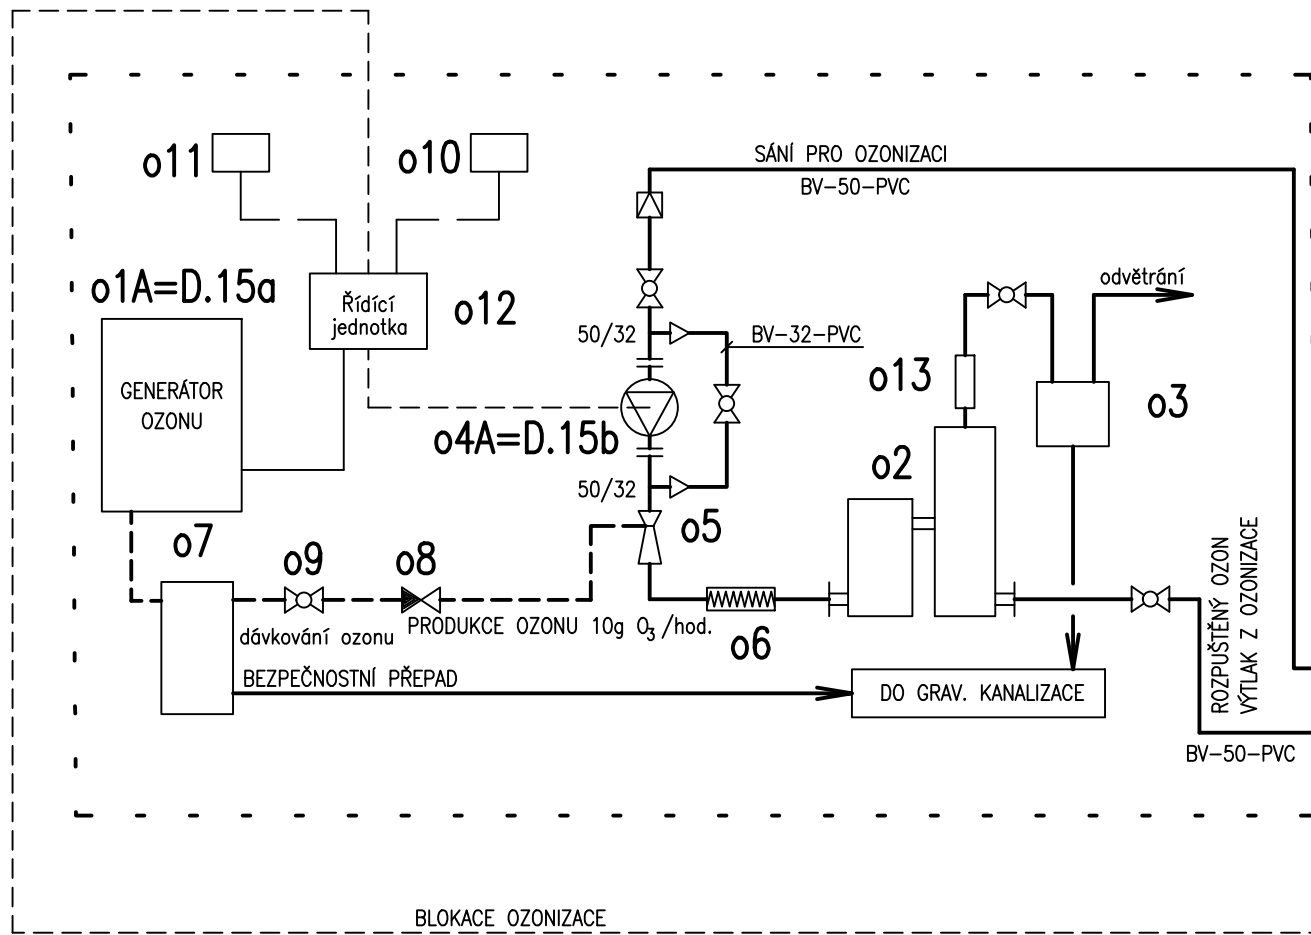 SÁNÍ PRO OZONIZACI
BV-50-PVC
o11
o10
o1A=D.15a
Řídící
jednotka
o12
odvětrání
50/32
BV-32-PVC
GENERÁTOR
OZONU
o13
o3
o4A=D.15b
o2
50/32
o7
o9
o8
o5
dávkování ozonu
PRODUKCE OZONU 10g O₃/hod.
o6
BEZPEČNOSTNÍ PŘEPAD
DO GRAV. KANALIZACE
ROZPUŠTĚNÝ OZON
VÝTLAK Z OZONIZACE
BV-50-PVC
BLOKACE OZONIZACE